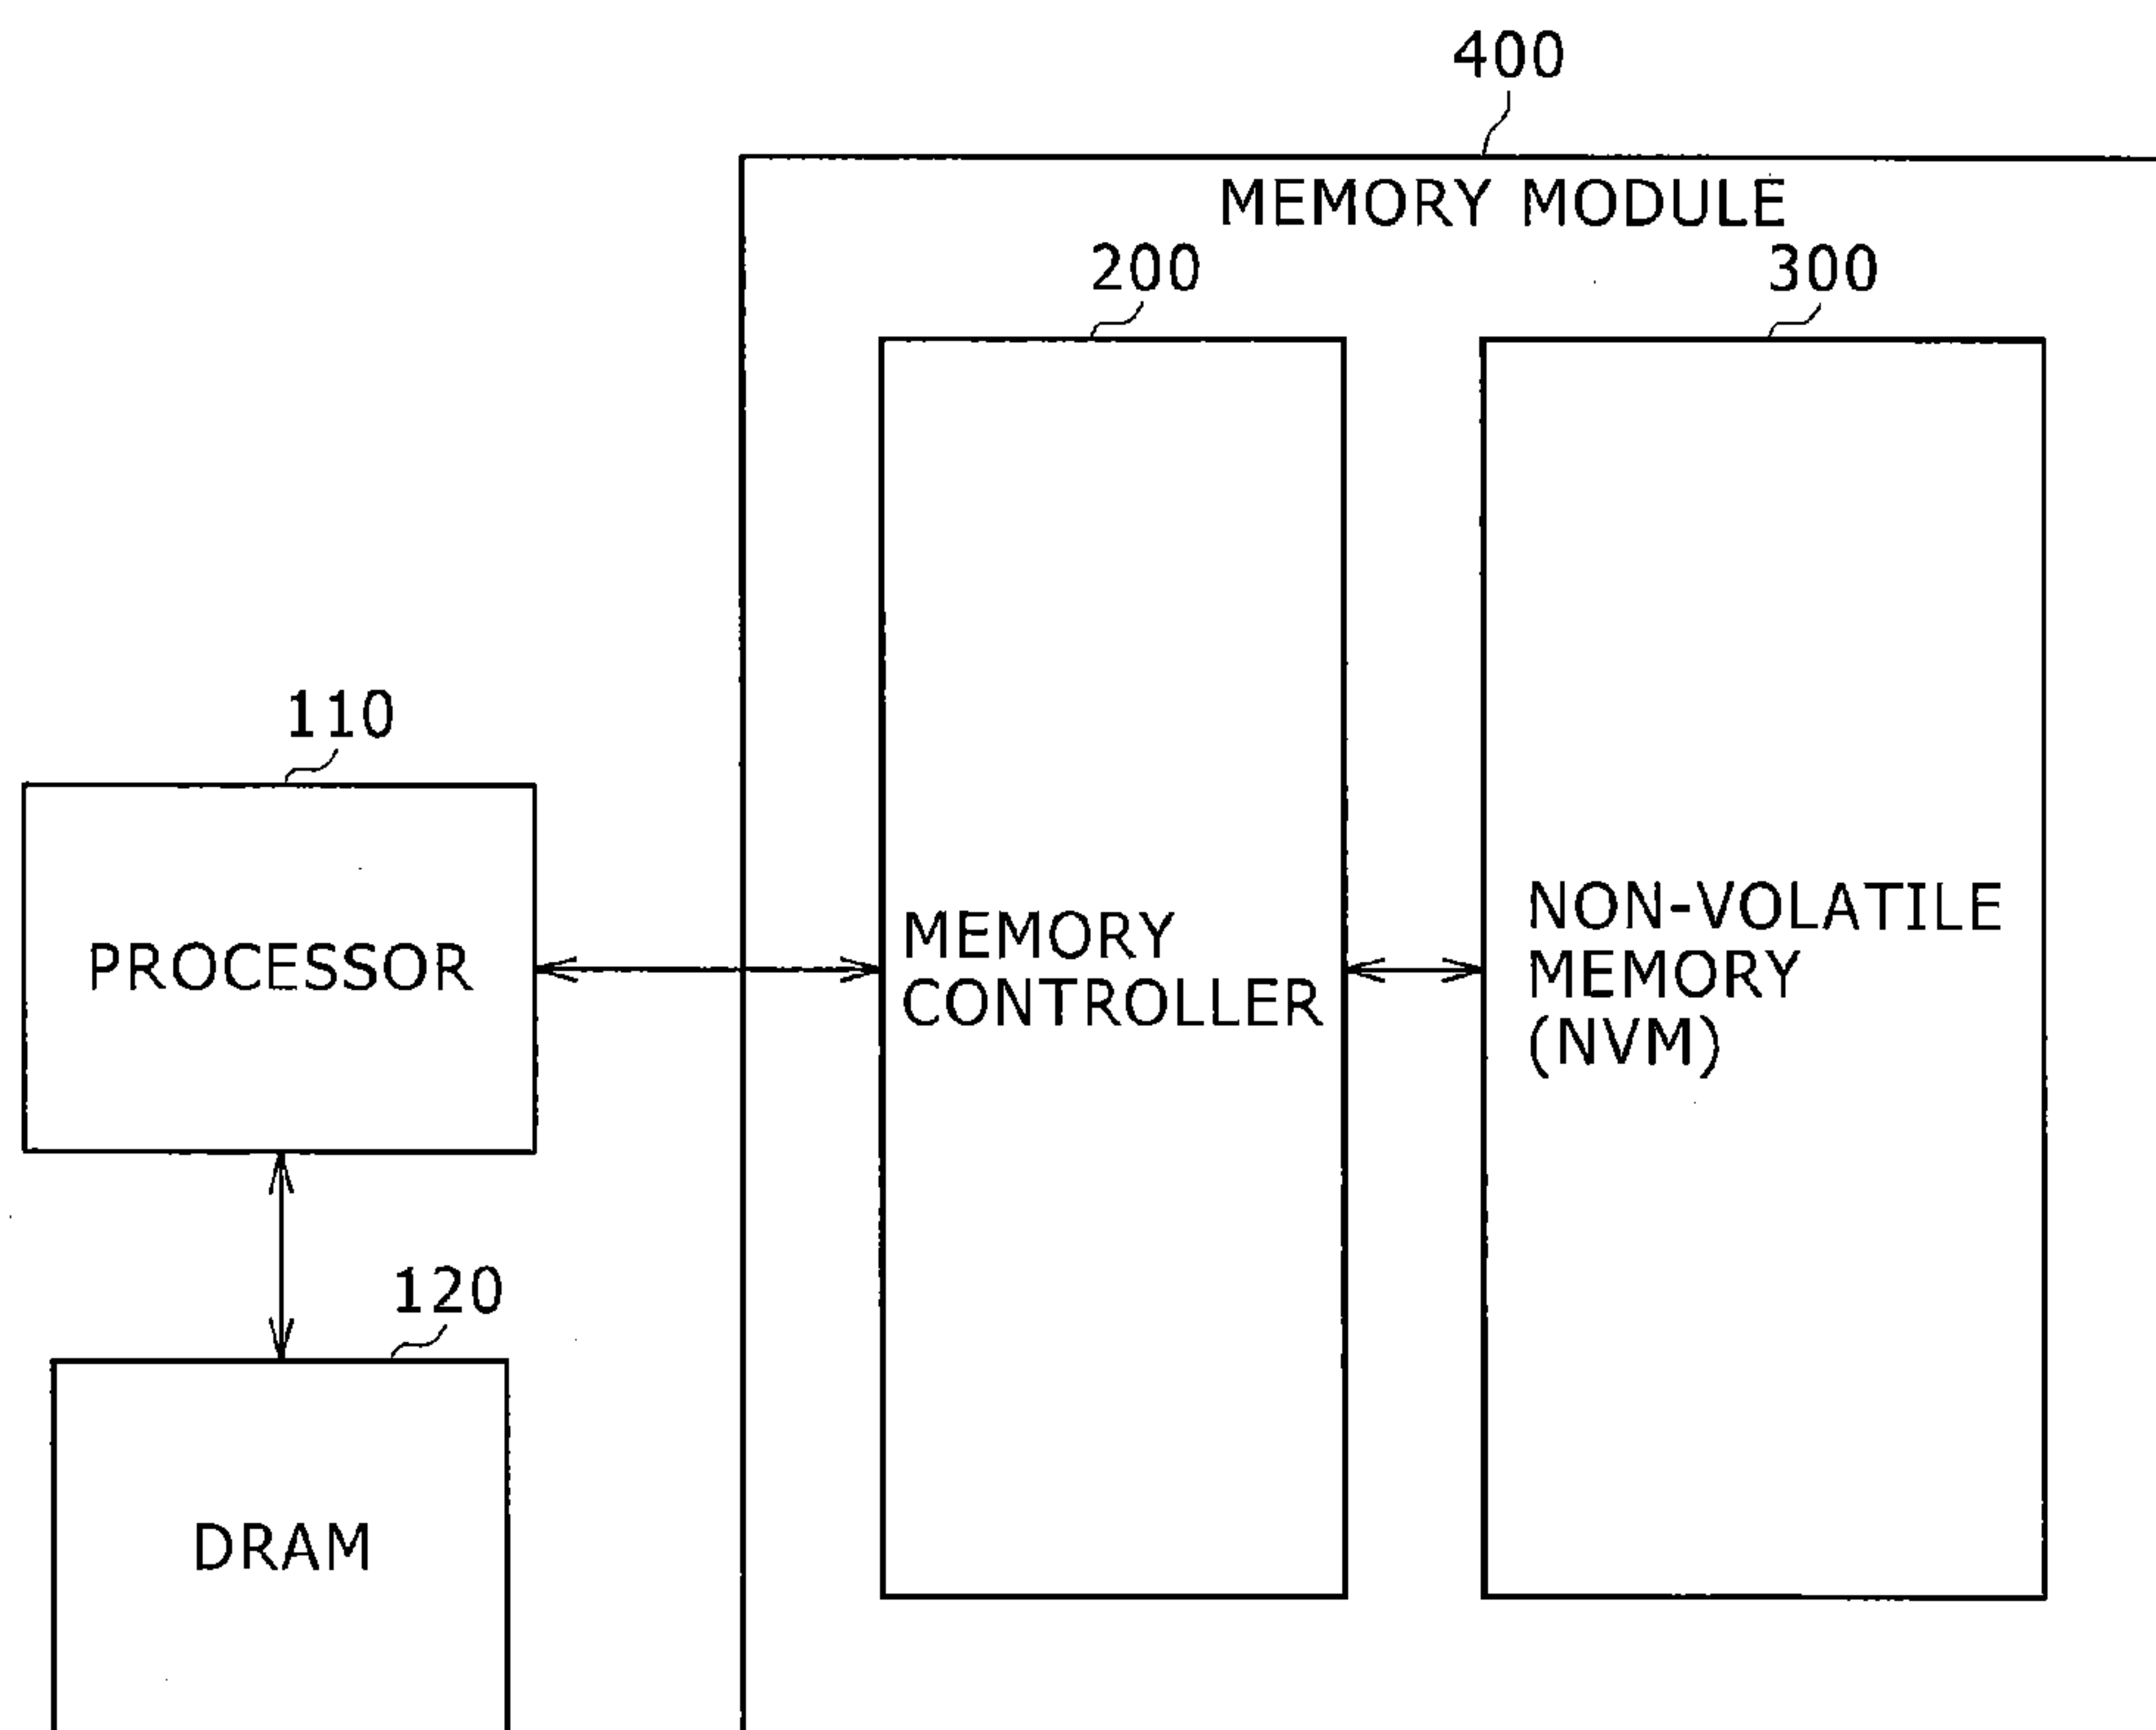 400
MEMORY MODULE
200
300
110
PROCESSOR
MEMORY
CONTROLLER
NON-VOLATILE
MEMORY
(NVM)
120
DRAM